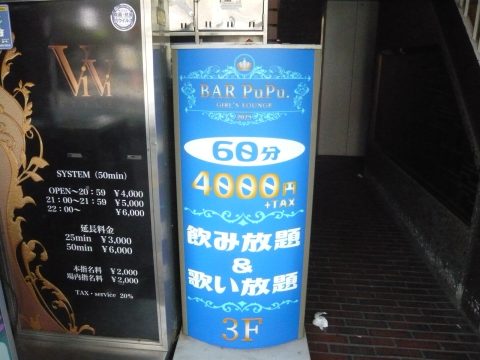 ViVi
SYSTEM (50min)
OPEN～20:59 ￥4,000
21:00～21:59 ￥5,000
22:00～ ￥6,000
延長料金
25min ￥3,000
50min ￥6,000
本指名料 ￥2,000
場内指名料 ￥2,000
TAX・service 20%
BAR PuPu.
GIRL'S LOUNGE
60分
4000円
+TAX
飲み放題
&
歌い放題
3F